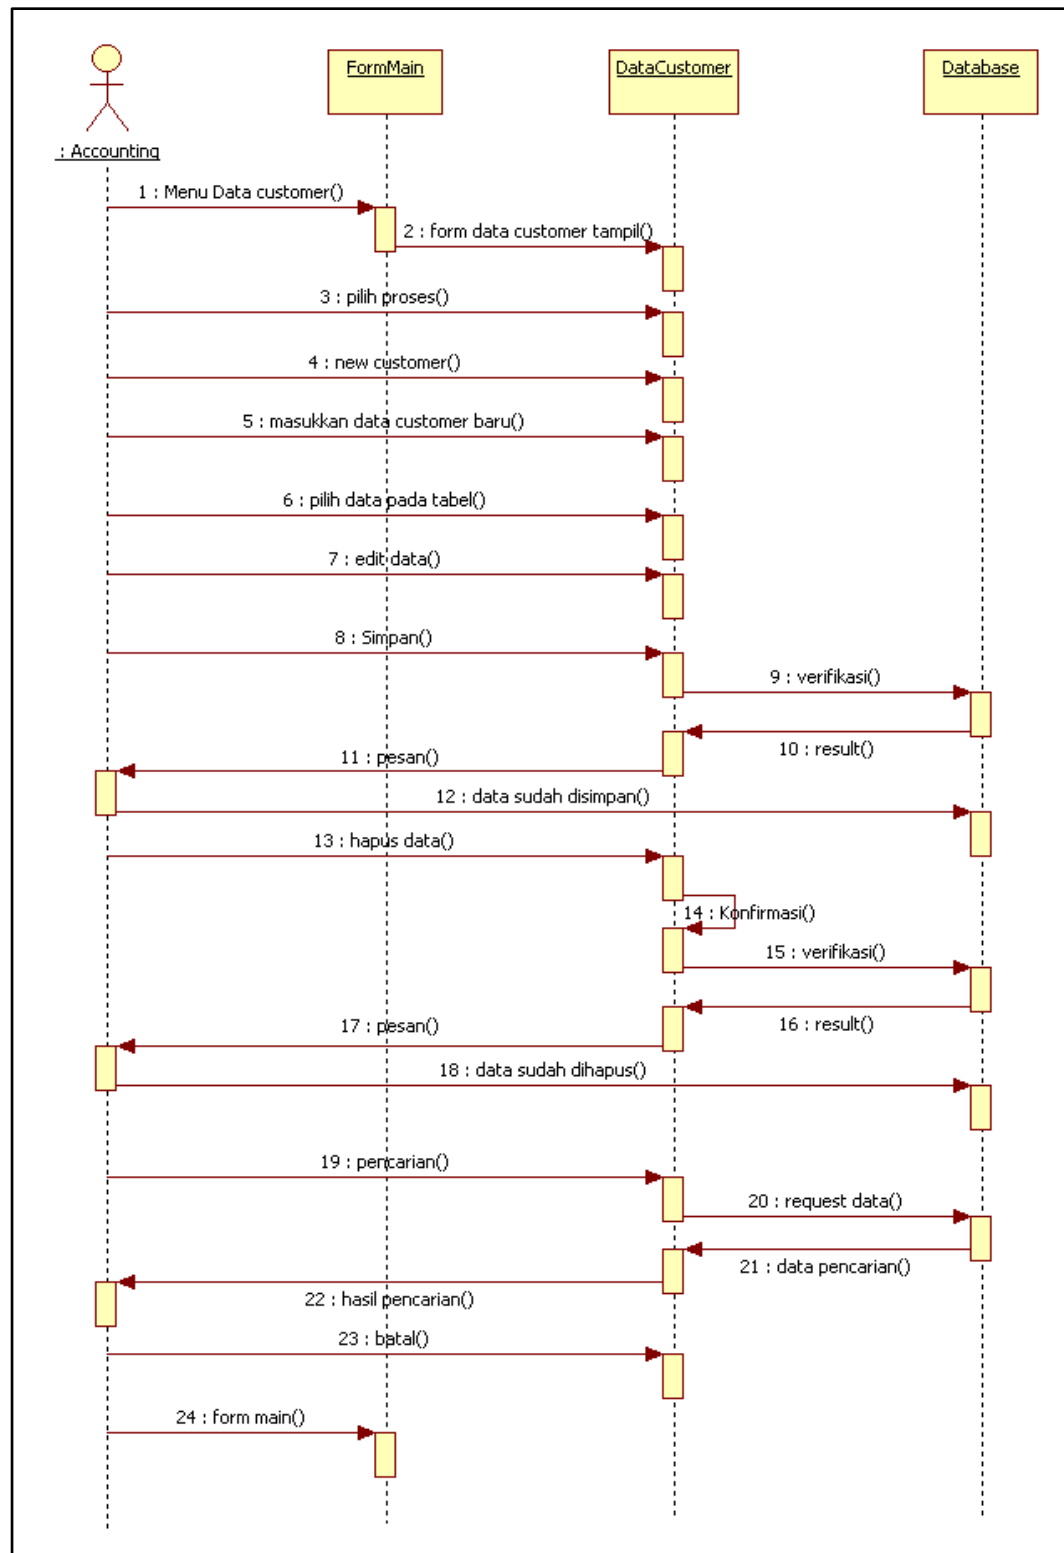 FormMain
DataCustomer
Database
: Accounting
1 : Menu Data customer()
2 : form data customer tampil()
3 : pilih proses()
4 : new customer()
5 : masukkan data customer baru()
6 : pilih data pada tabel()
7 : edit data()
8 : Simpan()
9 : verifikasi()
10 : result()
11 : pesan()
12 : data sudah disimpan()
13 : hapus data()
14 : Konfirmasi()
15 : verifikasi()
16 : result()
17 : pesan()
18 : data sudah dihapus()
19 : pencarian()
20 : request data()
21 : data pencarian()
22 : hasil pencarian()
23 : batal()
24 : form main()